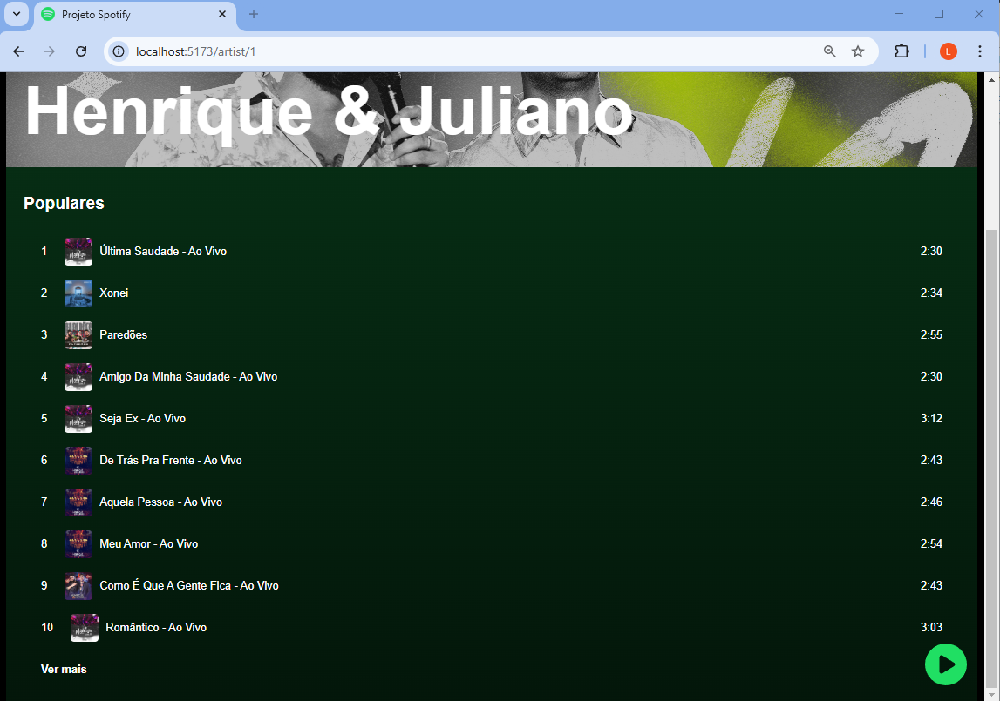 Projeto Spotify
localhost:5173/artist/1
L
Henrique & Juliano
Populares
1 Última Saudade - Ao Vivo 2:30
2 Xonei 2:34
3 Paredões 2:55
4 Amigo Da Minha Saudade - Ao Vivo 2:30
5 Seja Ex - Ao Vivo 3:12
6 De Trás Pra Frente - Ao Vivo 2:43
7 Aquela Pessoa - Ao Vivo 2:46
8 Meu Amor - Ao Vivo 2:54
9 Como É Que A Gente Fica - Ao Vivo 2:43
10 Romântico - Ao Vivo 3:03
Ver mais